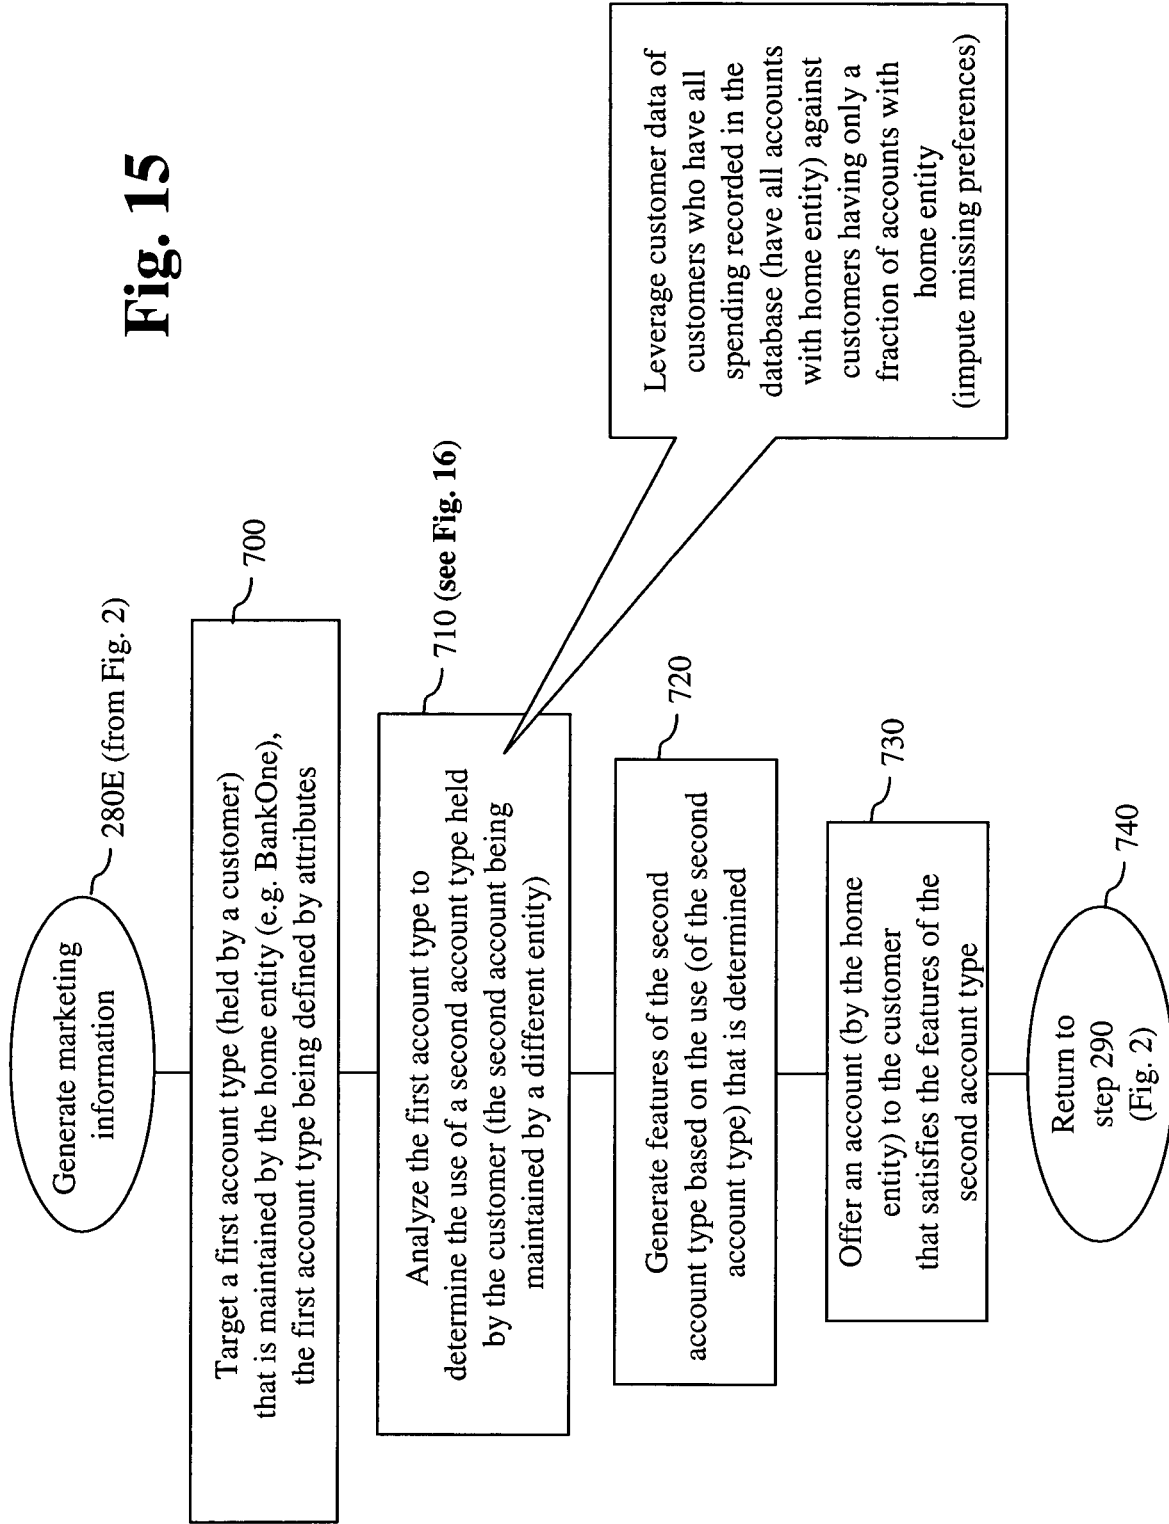 Fig. 15
Generate marketing
information
280E (from Fig. 2)
Target a first account type (held by a customer)
that is maintained by the home entity (e.g. BankOne),
the first account type being defined by attributes
700
Analyze the first account type to
determine the use of a second account type held
by the customer (the second account being
maintained by a different entity)
710 (see Fig. 16)
Leverage customer data of
customers who have all
spending recorded in the
database (have all accounts
with home entity) against
customers having only a
fraction of accounts with
home entity
(impute missing preferences)
Generate features of the second
account type based on the use (of the second
account type) that is determined
720
Offer an account (by the home
entity) to the customer
that satisfies the features of the
second account type
730
Return to
step 290
(Fig. 2)
740